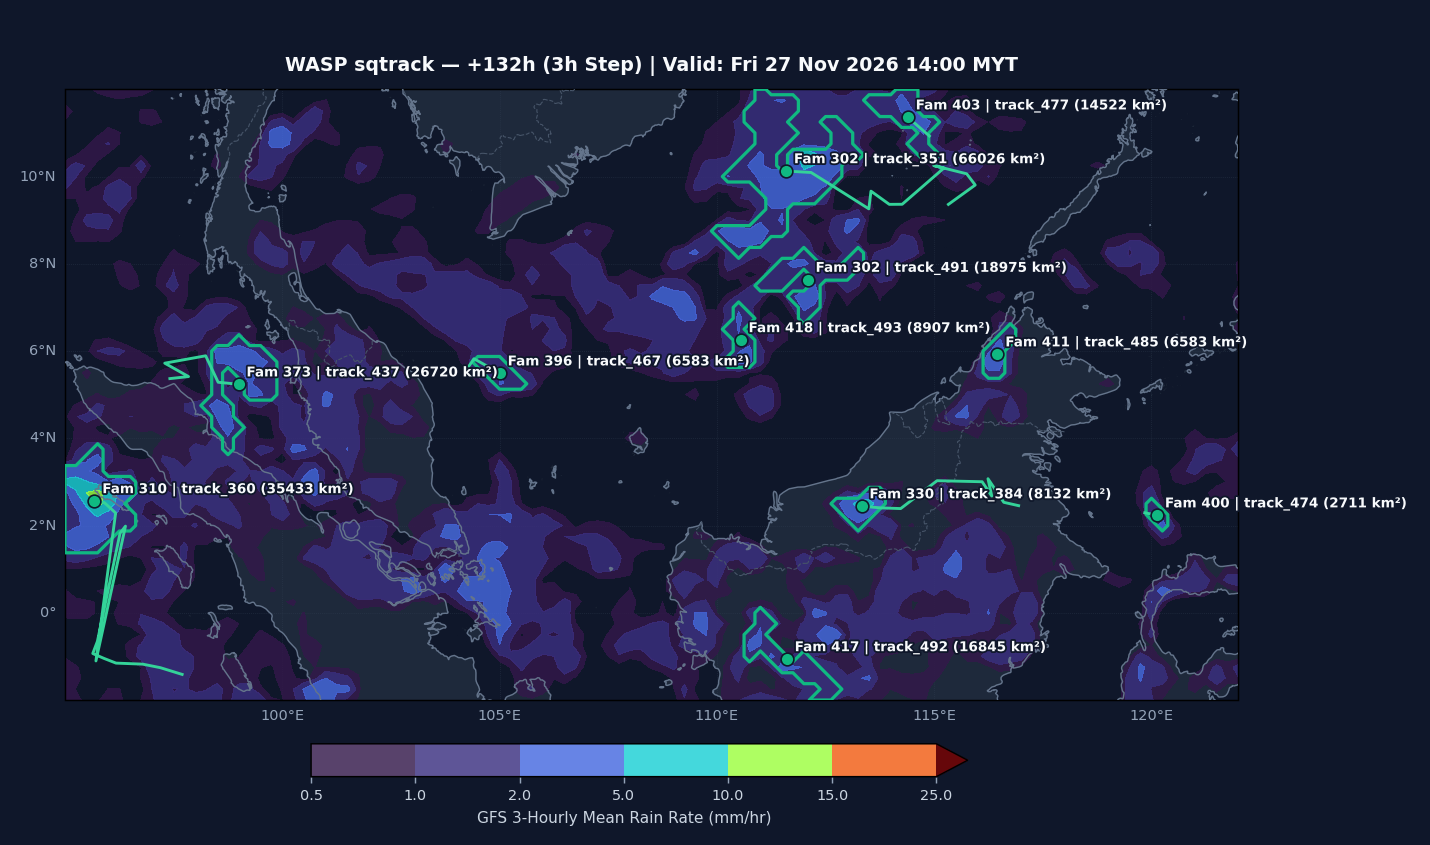 WASP sqtrack — +132h (3h Step) | Valid: Fri 27 Nov 2026 14:00 MYT
Fam 403 | track_477 (14522 km²)
Fam 302 | track_351 (66026 km²)
10°N
8°N
Fam 302 | track_491 (18975 km²)
Fam 418 | track_493 (8907 km²)
Fam 411 | track_485 (6583 km²)
6°N
Fam 396 | track_467 (6583 km²)
Fam 373 | track_437 (26720 km²)
4°N
Fam 310 | track_360 (35433 km²)
Fam 330 | track_384 (8132 km²)
Fam 400 | track_474 (2711 km²)
2°N
0°
Fam 417 | track_492 (16845 km²)
100°E 105°E 110°E 115°E 120°E
0.5 1.0 2.0 5.0 10.0 15.0 25.0
GFS 3-Hourly Mean Rain Rate (mm/hr)